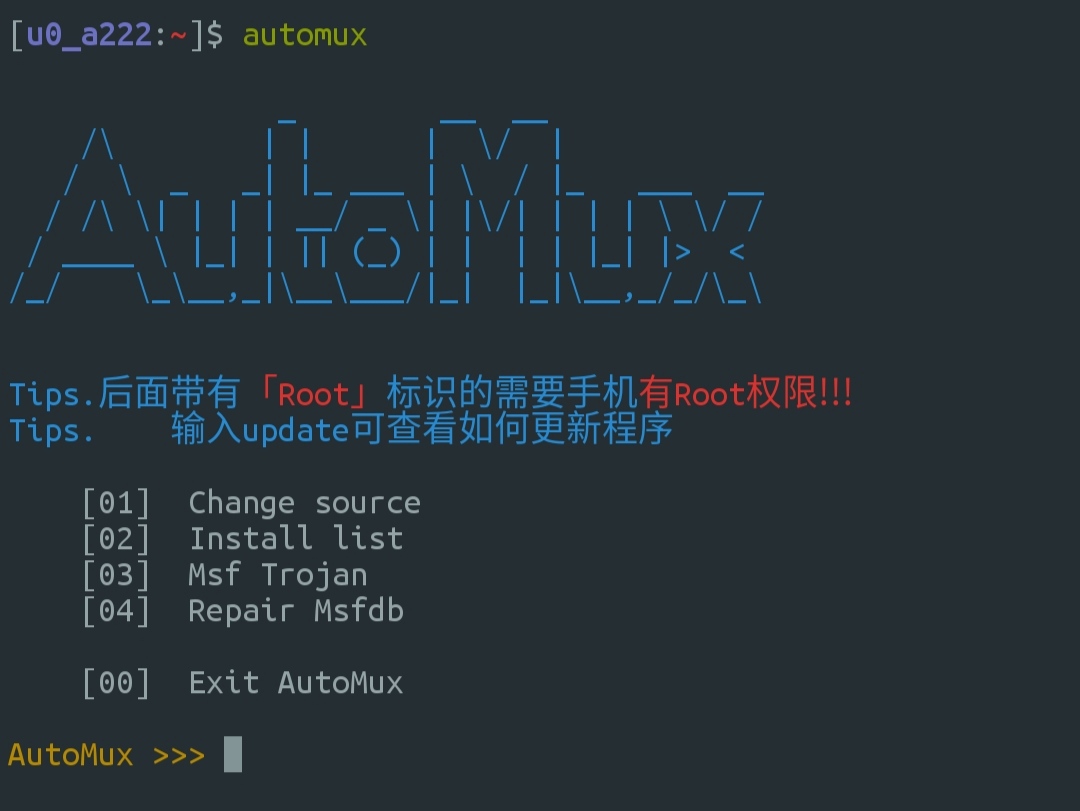 [u0_a222:~]$ automux
AutoMux
Tips.后面带有「Root」标识的需要手机有Root权限!!!
Tips.    输入update可查看如何更新程序
[01]  Change source
[02]  Install list
[03]  Msf Trojan
[04]  Repair Msfdb
[00]  Exit AutoMux
AutoMux >>>